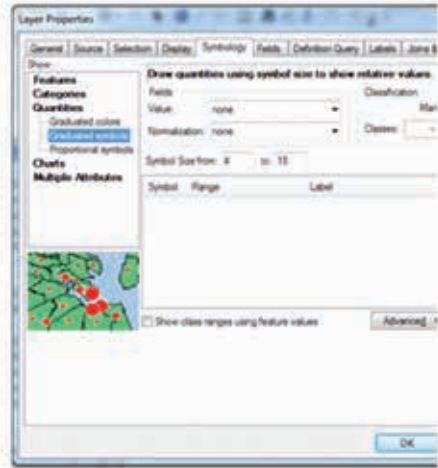 Layer Properties
General Source Selection Display Symbology Fields Definition Query Labels Joins &
Show
Features
Categories
Quantities
Graduated colors
Graduated symbols
Proportional symbols
Charts
Multiple Attributes
Draw quantities using symbol size to show relative values.
Fields
Value: none
Normalization: none
Classification
Classes:
Symbol Size from: 4 to: 18
Symbol Range Label
Show class ranges using feature values
Advanced
OK